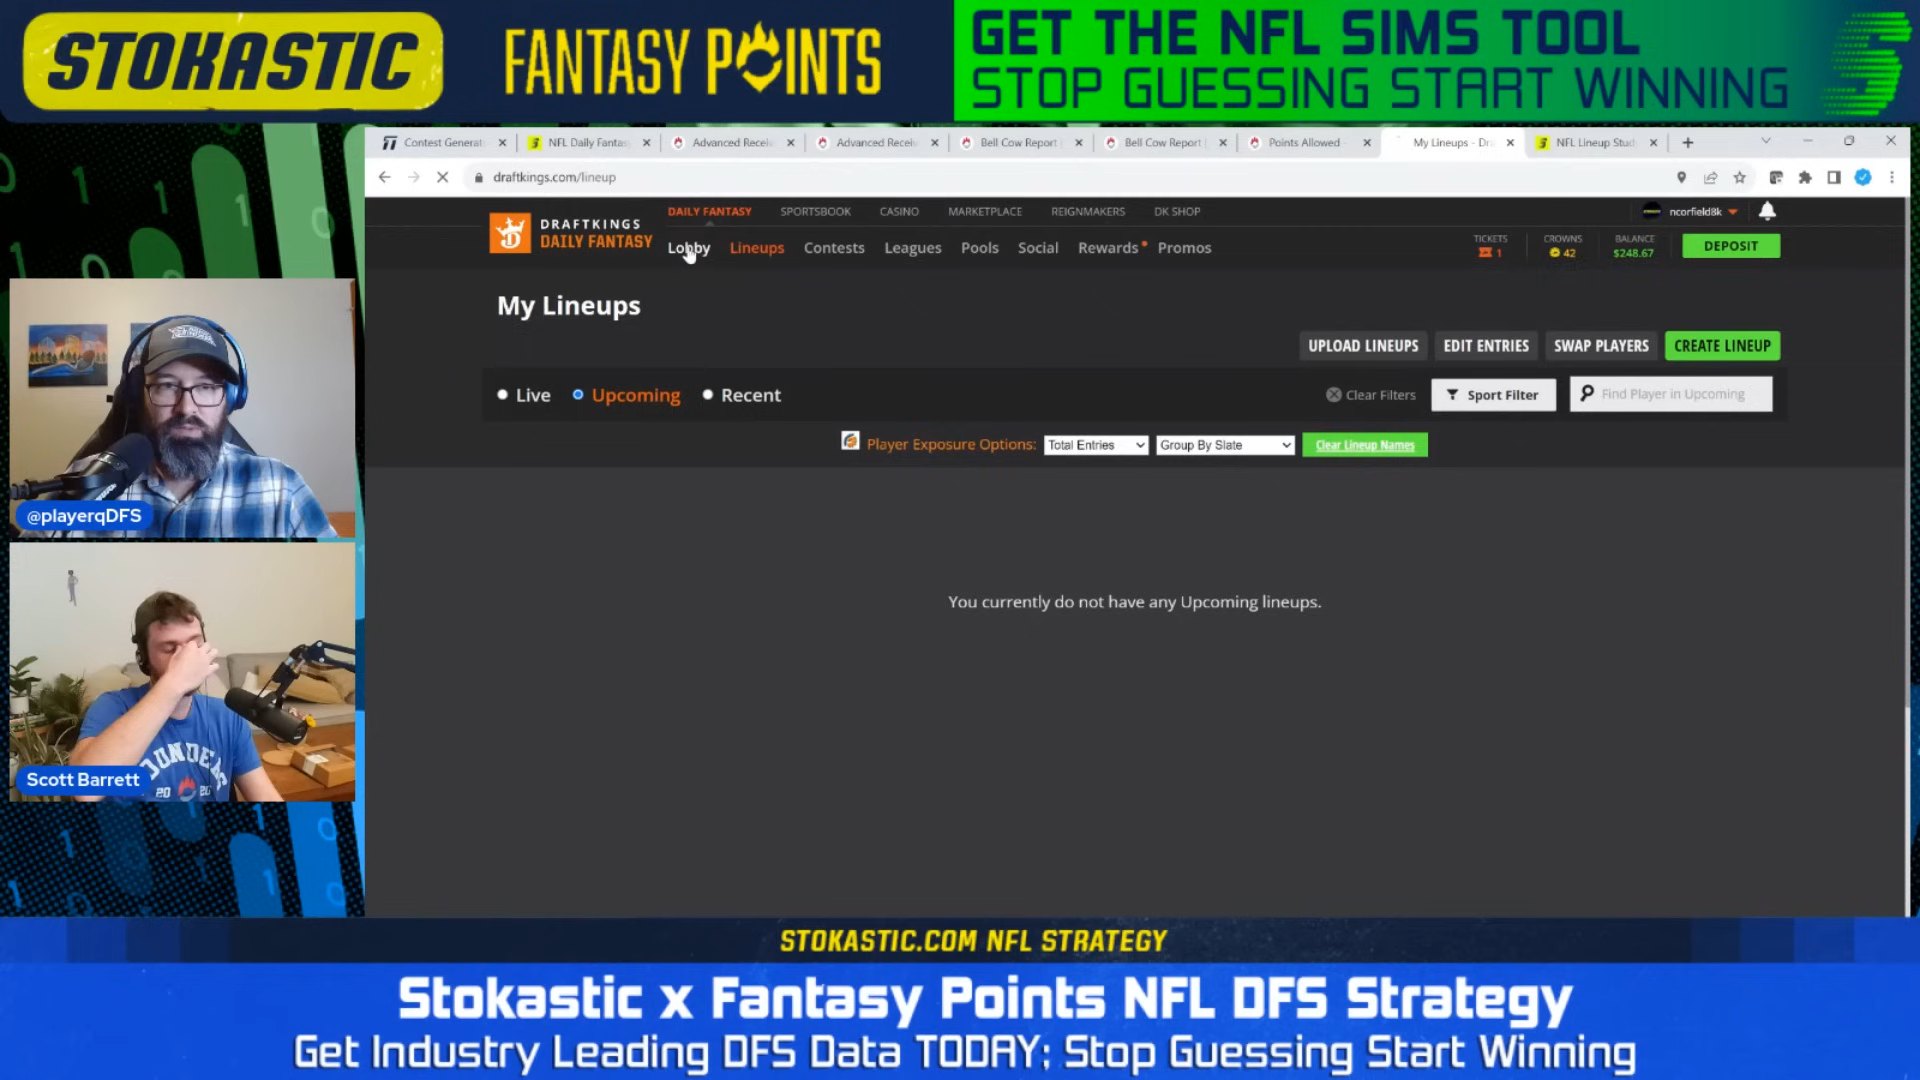 STOKASTIC
FANTASY POINTS
GET THE NFL SIMS TOOL
STOP GUESSING START WINNING
Contest Generat
NFL Daily Fantas
Advanced Recei
Advanced Receiv
Bell Cow Report
Bell Cow Report
Points Allowed
My Lineups - Dra
NFL Lineup Stud
draftkings.com/lineup
DRAFTKINGS
DAILY FANTASY
DAILY FANTASY
SPORTSBOOK
CASINO
MARKETPLACE
REIGNMAKERS
DK SHOP
ncorfield8k
Lobby
Lineups
Contests
Leagues
Pools
Social
Rewards
Promos
TICKETS
1
CROWNS
42
BALANCE
$248.67
DEPOSIT
My Lineups
UPLOAD LINEUPS
EDIT ENTRIES
SWAP PLAYERS
CREATE LINEUP
Live
Upcoming
Recent
Clear Filters
Sport Filter
Find Player in Upcoming
Player Exposure Options:
Total Entries
Group By Slate
Clear Lineup Names
You currently do not have any Upcoming lineups.
@playerqDFS
Scott Barrett
STOKASTIC.COM NFL STRATEGY
Stokastic x Fantasy Points NFL DFS Strategy
Get Industry Leading DFS Data TODAY; Stop Guessing Start Winning